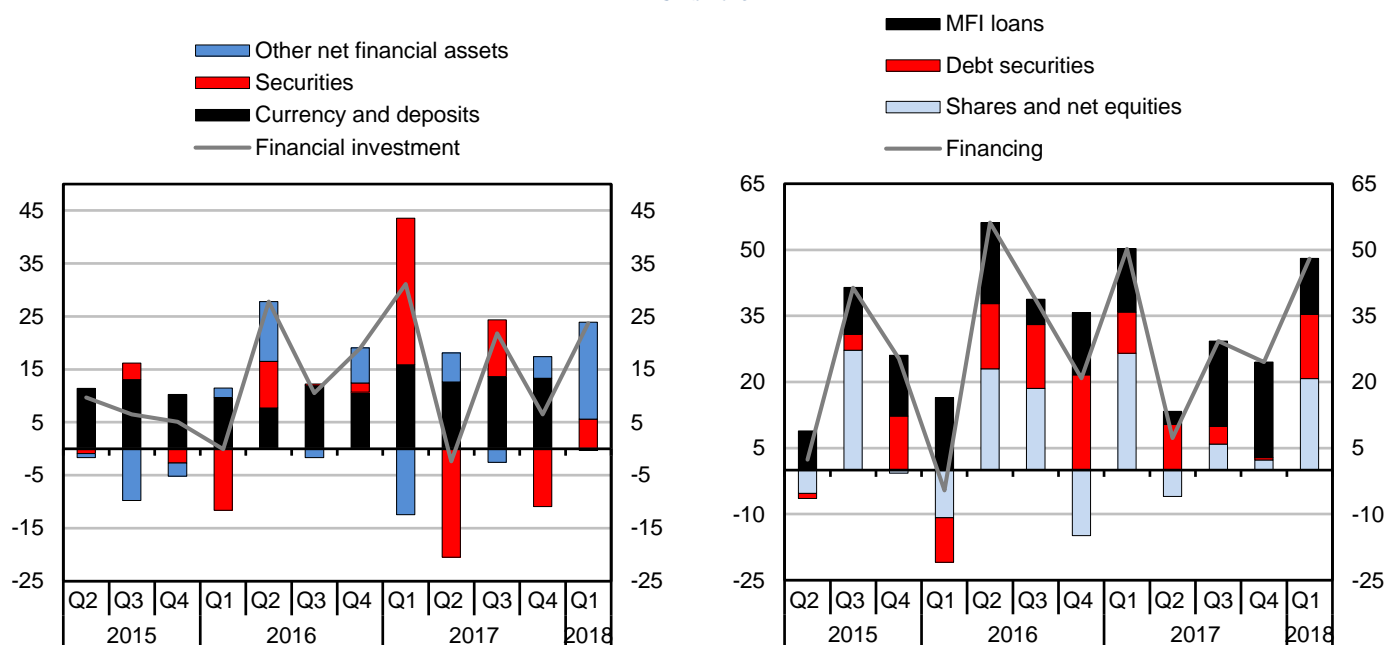 Other net financial assets
Securities
Currency and deposits
Financial investment
45 45
35 35
25 25
15 15
5 5
-5 -5
-15 -15
-25 -25
Q2 Q3 Q4 Q1 Q2 Q3 Q4 Q1 Q2 Q3 Q4 Q1
2015 2016 2017 2018
MFI loans
Debt securities
Shares and net equities
Financing
65 65
50 50
35 35
20 20
5 5
-10 -10
-25 -25
Q2 Q3 Q4 Q1 Q2 Q3 Q4 Q1 Q2 Q3 Q4 Q1
2015 2016 2017 2018